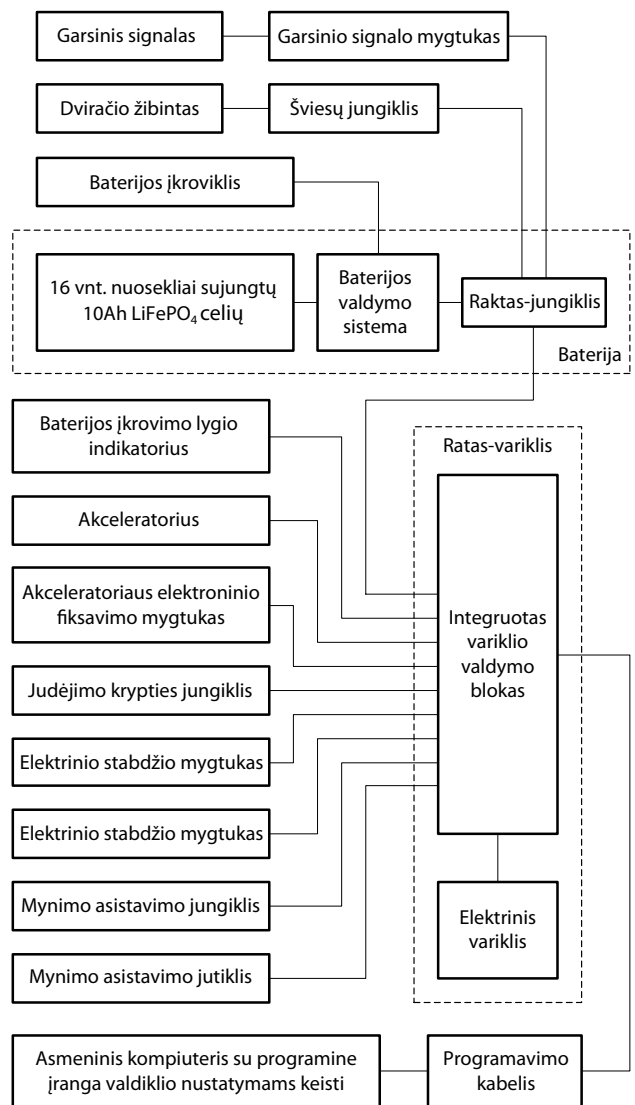 Garsinis signalas
Garsinio signalo mygtukas
Dviračio žibintas
Šviesų jungiklis
Baterijos įkroviklis
16 vnt. nuosekliai sujungtų
10Ah LiFePO₄ celių
Baterijos
valdymo
sistema
Raktas-jungiklis
Baterija
Baterijos įkrovimo lygio
indikatorius
Ratas-variklis
Akceleratorius
Akceleratoriaus elektroninio
fiksavimo mygtukas
Integruotas
variklio
valdymo
blokas
Judėjimo krypties jungiklis
Elektrinio stabdžio mygtukas
Elektrinio stabdžio mygtukas
Mynimo asistavimo jungiklis
Elektrinis
variklis
Mynimo asistavimo jutiklis
Asmeninis kompiuteris su programine
įranga valdiklio nustatymams keisti
Programavimo
kabelis